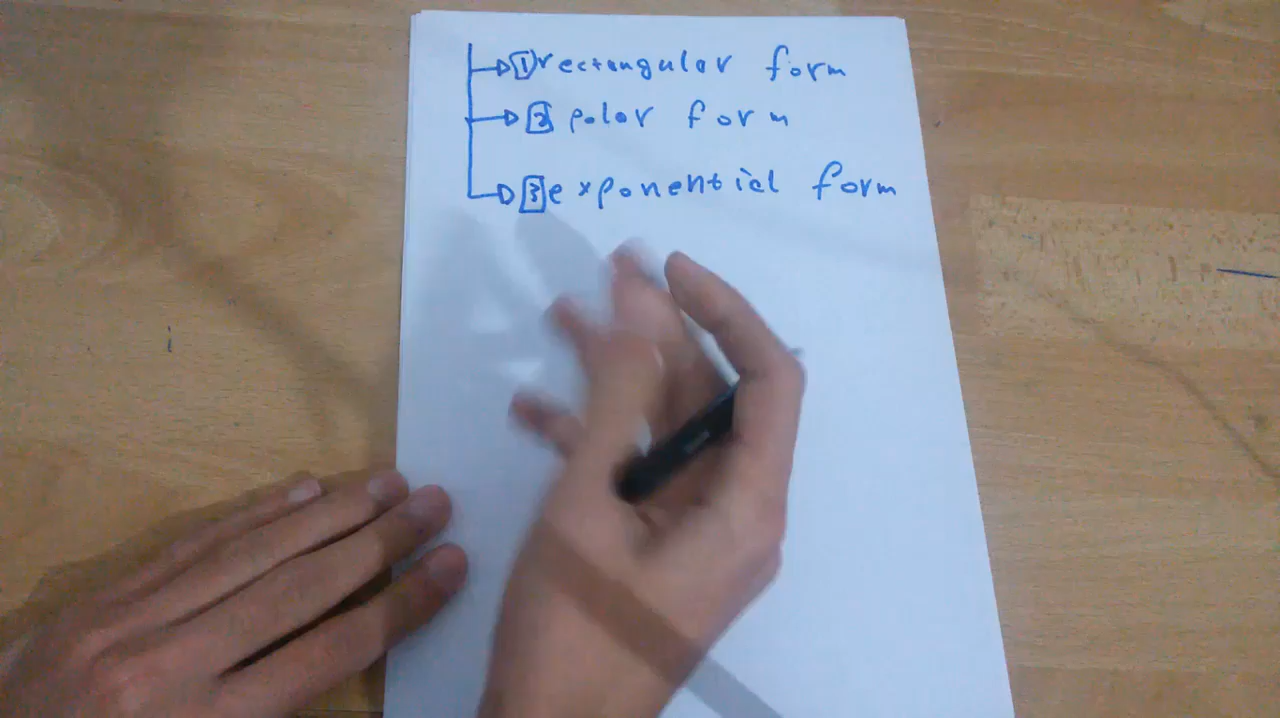 1 rectangular form
2 polar form
3 exponential form